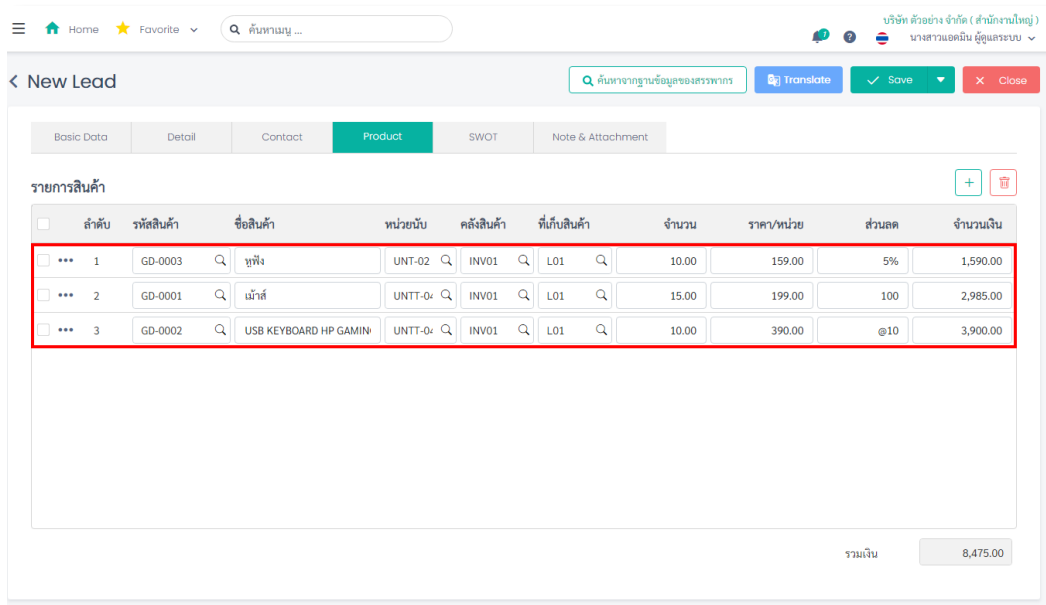 บริษัท ตัวอย่าง จำกัด ( สำนักงานใหญ่ )
Home Favorite ค้นหาเมนู ... 7 นางสาวแอดมิน ผู้ดูแลระบบ
New Lead ค้นหาจากฐานข้อมูลของสรรพากร Translate Save Close
Basic Data Detail Contact Product SWOT Note & Attachment
รายการสินค้า
ลำดับ รหัสสินค้า ชื่อสินค้า หน่วยนับ คลังสินค้า ที่เก็บสินค้า จำนวน ราคา/หน่วย ส่วนลด จำนวนเงิน
1 GD-0003 หูฟัง UNT-02 INV01 L01 10.00 159.00 5% 1,590.00
2 GD-0001 เม้าส์ UNTT-04 INV01 L01 15.00 199.00 100 2,985.00
3 GD-0002 USB KEYBOARD HP GAMIN UNTT-04 INV01 L01 10.00 390.00 @10 3,900.00
รวมเงิน 8,475.00